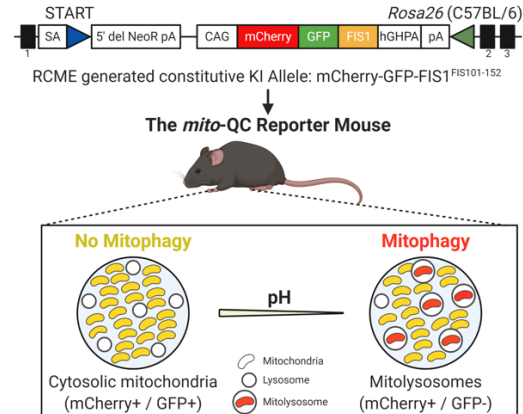 START Rosa26 (C57BL/6)
1 SA 5' del NeoR pA CAG mCherry GFP FIS1 hGHPA pA 2 3
RCME generated constitutive KI Allele: mCherry-GFP-FIS1FIS101-152
The mito-QC Reporter Mouse
No Mitophagy Mitophagy
pH
Mitochondria
Lysosome
Mitolysosome
Cytosolic mitochondria
(mCherry+ / GFP+)
Mitolysosomes
(mCherry+ / GFP-)